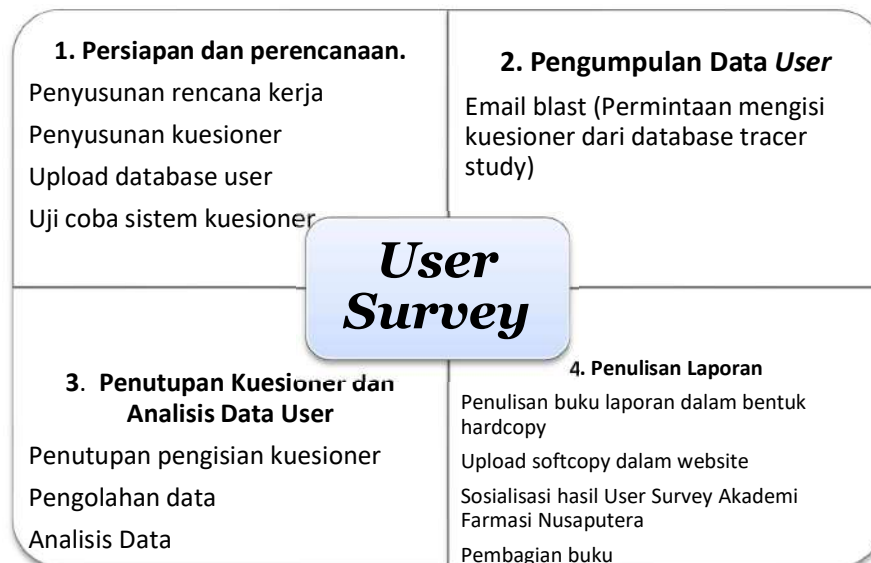 1. Persiapan dan perencanaan.
Penyusunan rencana kerja
Penyusunan kuesioner
Upload database user
Uji coba sistem kuesioner
2. Pengumpulan Data User
Email blast (Permintaan mengisi
kuesioner dari database tracer
study)
User
Survey
3. Penutupan Kuesioner dan
Analisis Data User
Penutupan pengisian kuesioner
Pengolahan data
Analisis Data
4. Penulisan Laporan
Penulisan buku laporan dalam bentuk
hardcopy
Upload softcopy dalam website
Sosialisasi hasil User Survey Akademi
Farmasi Nusaputera
Pembagian buku